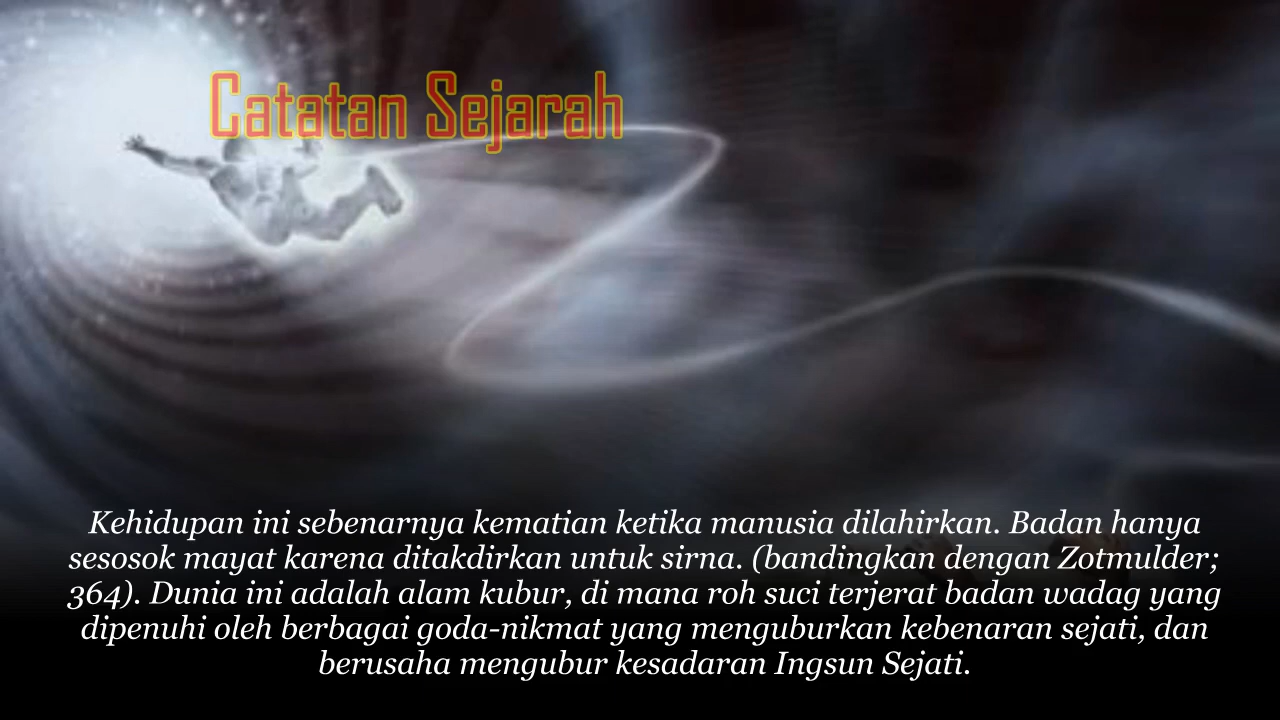 Catatan Sejarah
Kehidupan ini sebenarnya kematian ketika manusia dilahirkan. Badan hanya
sesosok mayat karena ditakdirkan untuk sirna. (bandingkan dengan Zotmulder;
364). Dunia ini adalah alam kubur, di mana roh suci terjerat badan wadag yang
dipenuhi oleh berbagai goda-nikmat yang menguburkan kebenaran sejati, dan
berusaha mengubur kesadaran Ingsun Sejati.